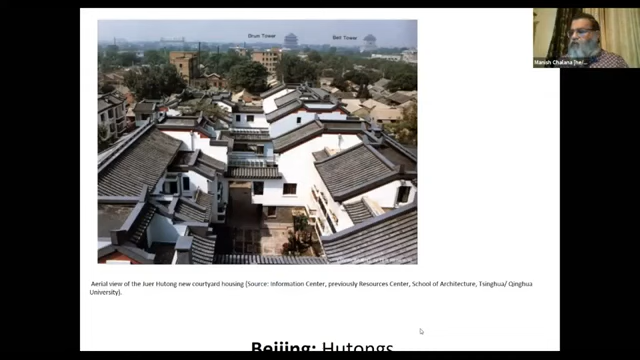 Drum Tower
Bell Tower
Manish Chalana [he/...
Aerial view of the Juer Hutong new courtyard housing (Source: Information Center, previously Resources Center, School of Architecture, Tsinghua/ Qinghua
University).
Beijing: Hutongs